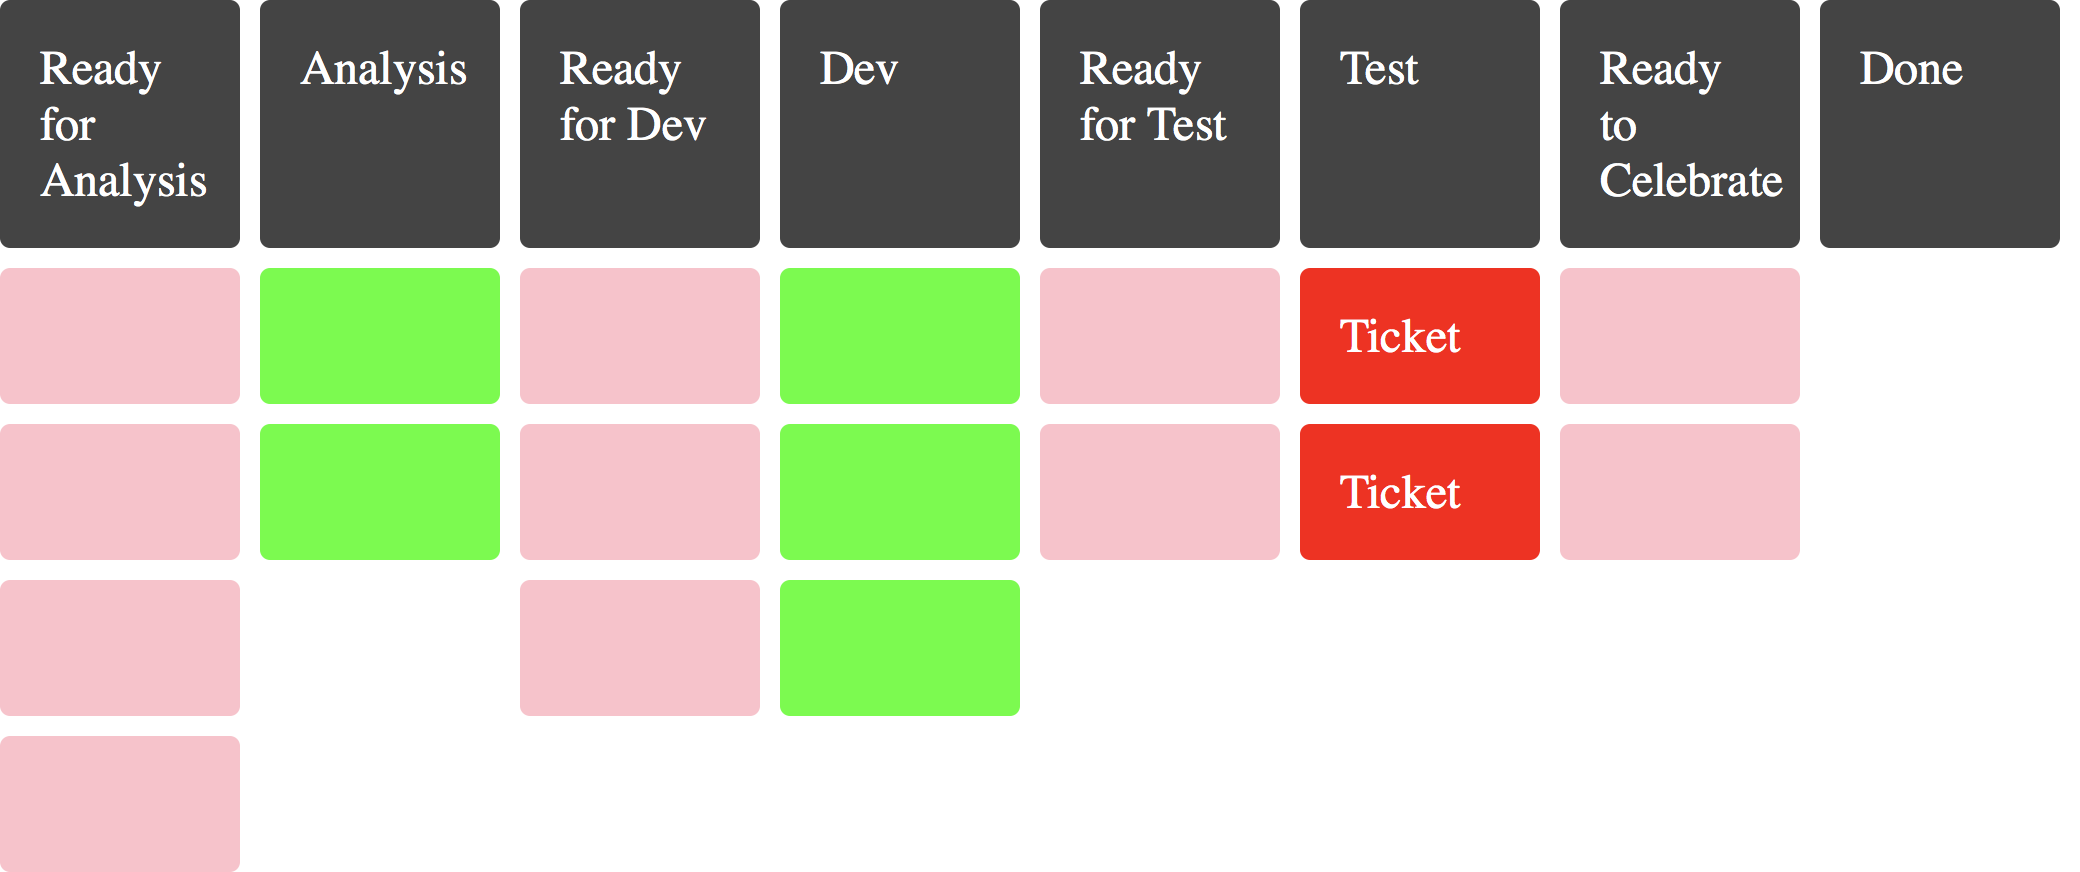 Ready
for
Analysis
Analysis
Ready
for Dev
Dev
Ready
for Test
Test
Ready
to
Celebrate
Done
Ticket
Ticket